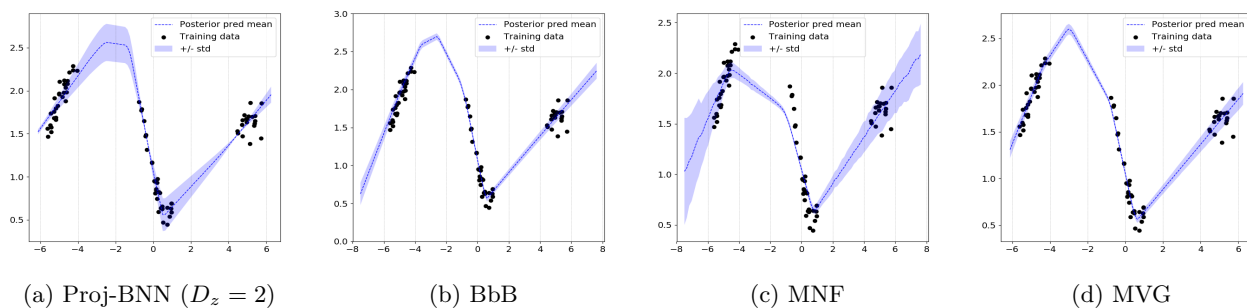 Posterior pred mean
Training data
+/- std
2.5
2.0
1.5
1.0
0.5
−6 −4 −2 0 2 4 6
(a) Proj-BNN (D_z = 2)
Posterior pred mean
Training data
+/- std
3.0
2.5
2.0
1.5
1.0
0.5
0.0
−8 −6 −4 −2 0 2 4 6 8
(b) BbB
Posterior pred mean
Training data
+/- std
2.5
2.0
1.5
1.0
0.5
−8 −6 −4 −2 0 2 4 6 8
(c) MNF
Posterior pred mean
Training data
+/- std
2.5
2.0
1.5
1.0
0.5
−6 −4 −2 0 2 4 6
(d) MVG